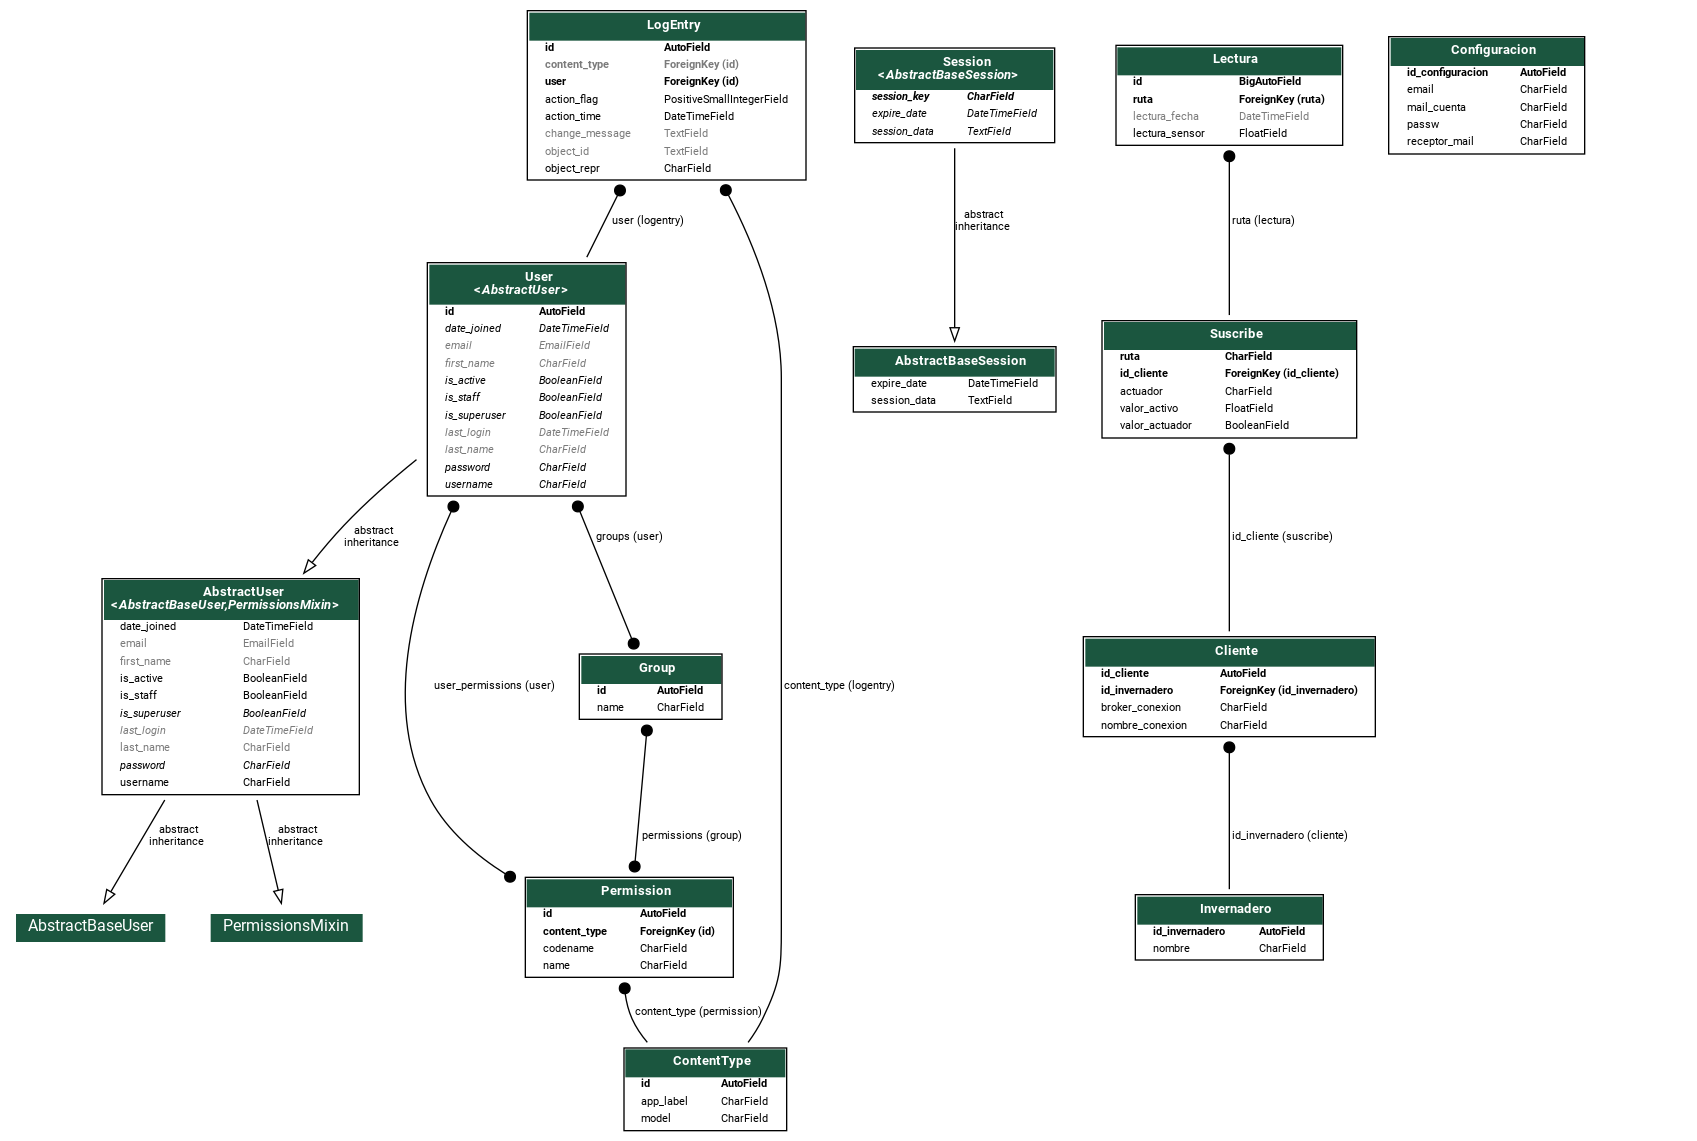 LogEntry
id AutoField
content_type ForeignKey (id)
user ForeignKey (id)
action_flag PositiveSmallIntegerField
action_time DateTimeField
change_message TextField
object_id TextField
object_repr CharField
user (logentry)
User
<AbstractUser>
id AutoField
date_joined DateTimeField
email EmailField
first_name CharField
is_active BooleanField
is_staff BooleanField
is_superuser BooleanField
last_login DateTimeField
last_name CharField
password CharField
username CharField
abstract
inheritance
groups (user)
AbstractUser
<AbstractBaseUser,PermissionsMixin>
date_joined DateTimeField
email EmailField
first_name CharField
is_active BooleanField
is_staff BooleanField
is_superuser BooleanField
last_login DateTimeField
last_name CharField
password CharField
username CharField
user_permissions (user)
Group
id AutoField
name CharField
content_type (logentry)
abstract
inheritance
abstract
inheritance
permissions (group)
AbstractBaseUser
PermissionsMixin
Permission
id AutoField
content_type ForeignKey (id)
codename CharField
name CharField
content_type (permission)
ContentType
id AutoField
app_label CharField
model CharField
Session
<AbstractBaseSession>
session_key CharField
expire_date DateTimeField
session_data TextField
abstract
inheritance
AbstractBaseSession
expire_date DateTimeField
session_data TextField
Lectura
id BigAutoField
ruta ForeignKey (ruta)
lectura_fecha DateTimeField
lectura_sensor FloatField
ruta (lectura)
Suscribe
ruta CharField
id_cliente ForeignKey (id_cliente)
actuador CharField
valor_activo FloatField
valor_actuador BooleanField
id_cliente (suscribe)
Cliente
id_cliente AutoField
id_invernadero ForeignKey (id_invernadero)
broker_conexion CharField
nombre_conexion CharField
id_invernadero (cliente)
Invernadero
id_invernadero AutoField
nombre CharField
Configuracion
id_configuracion AutoField
email CharField
mail_cuenta CharField
passw CharField
receptor_mail CharField